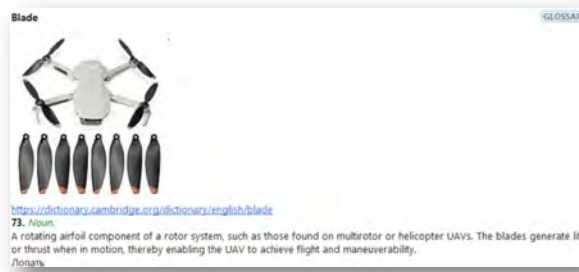 Blade
GLOSSAR
https://dictionary.cambridge.org/dictionary/english/blade
73. Noun.
A rotating airfoil component of a rotor system, such as those found on multirotor or helicopter UAVs. The blades generate
or thrust when in motion, thereby enabling the UAV to achieve flight and maneuverability.
Лопать